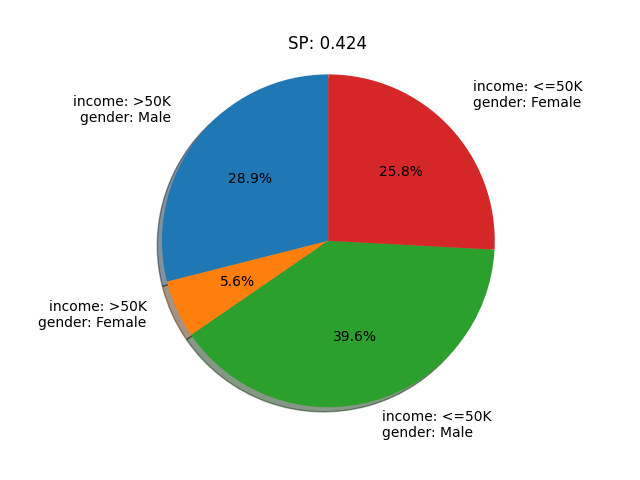 SP: 0.424
income: >50K
gender: Male
income: <=50K
gender: Female
28.9%
25.8%
5.6%
income: >50K
gender: Female
39.6%
income: <=50K
gender: Male